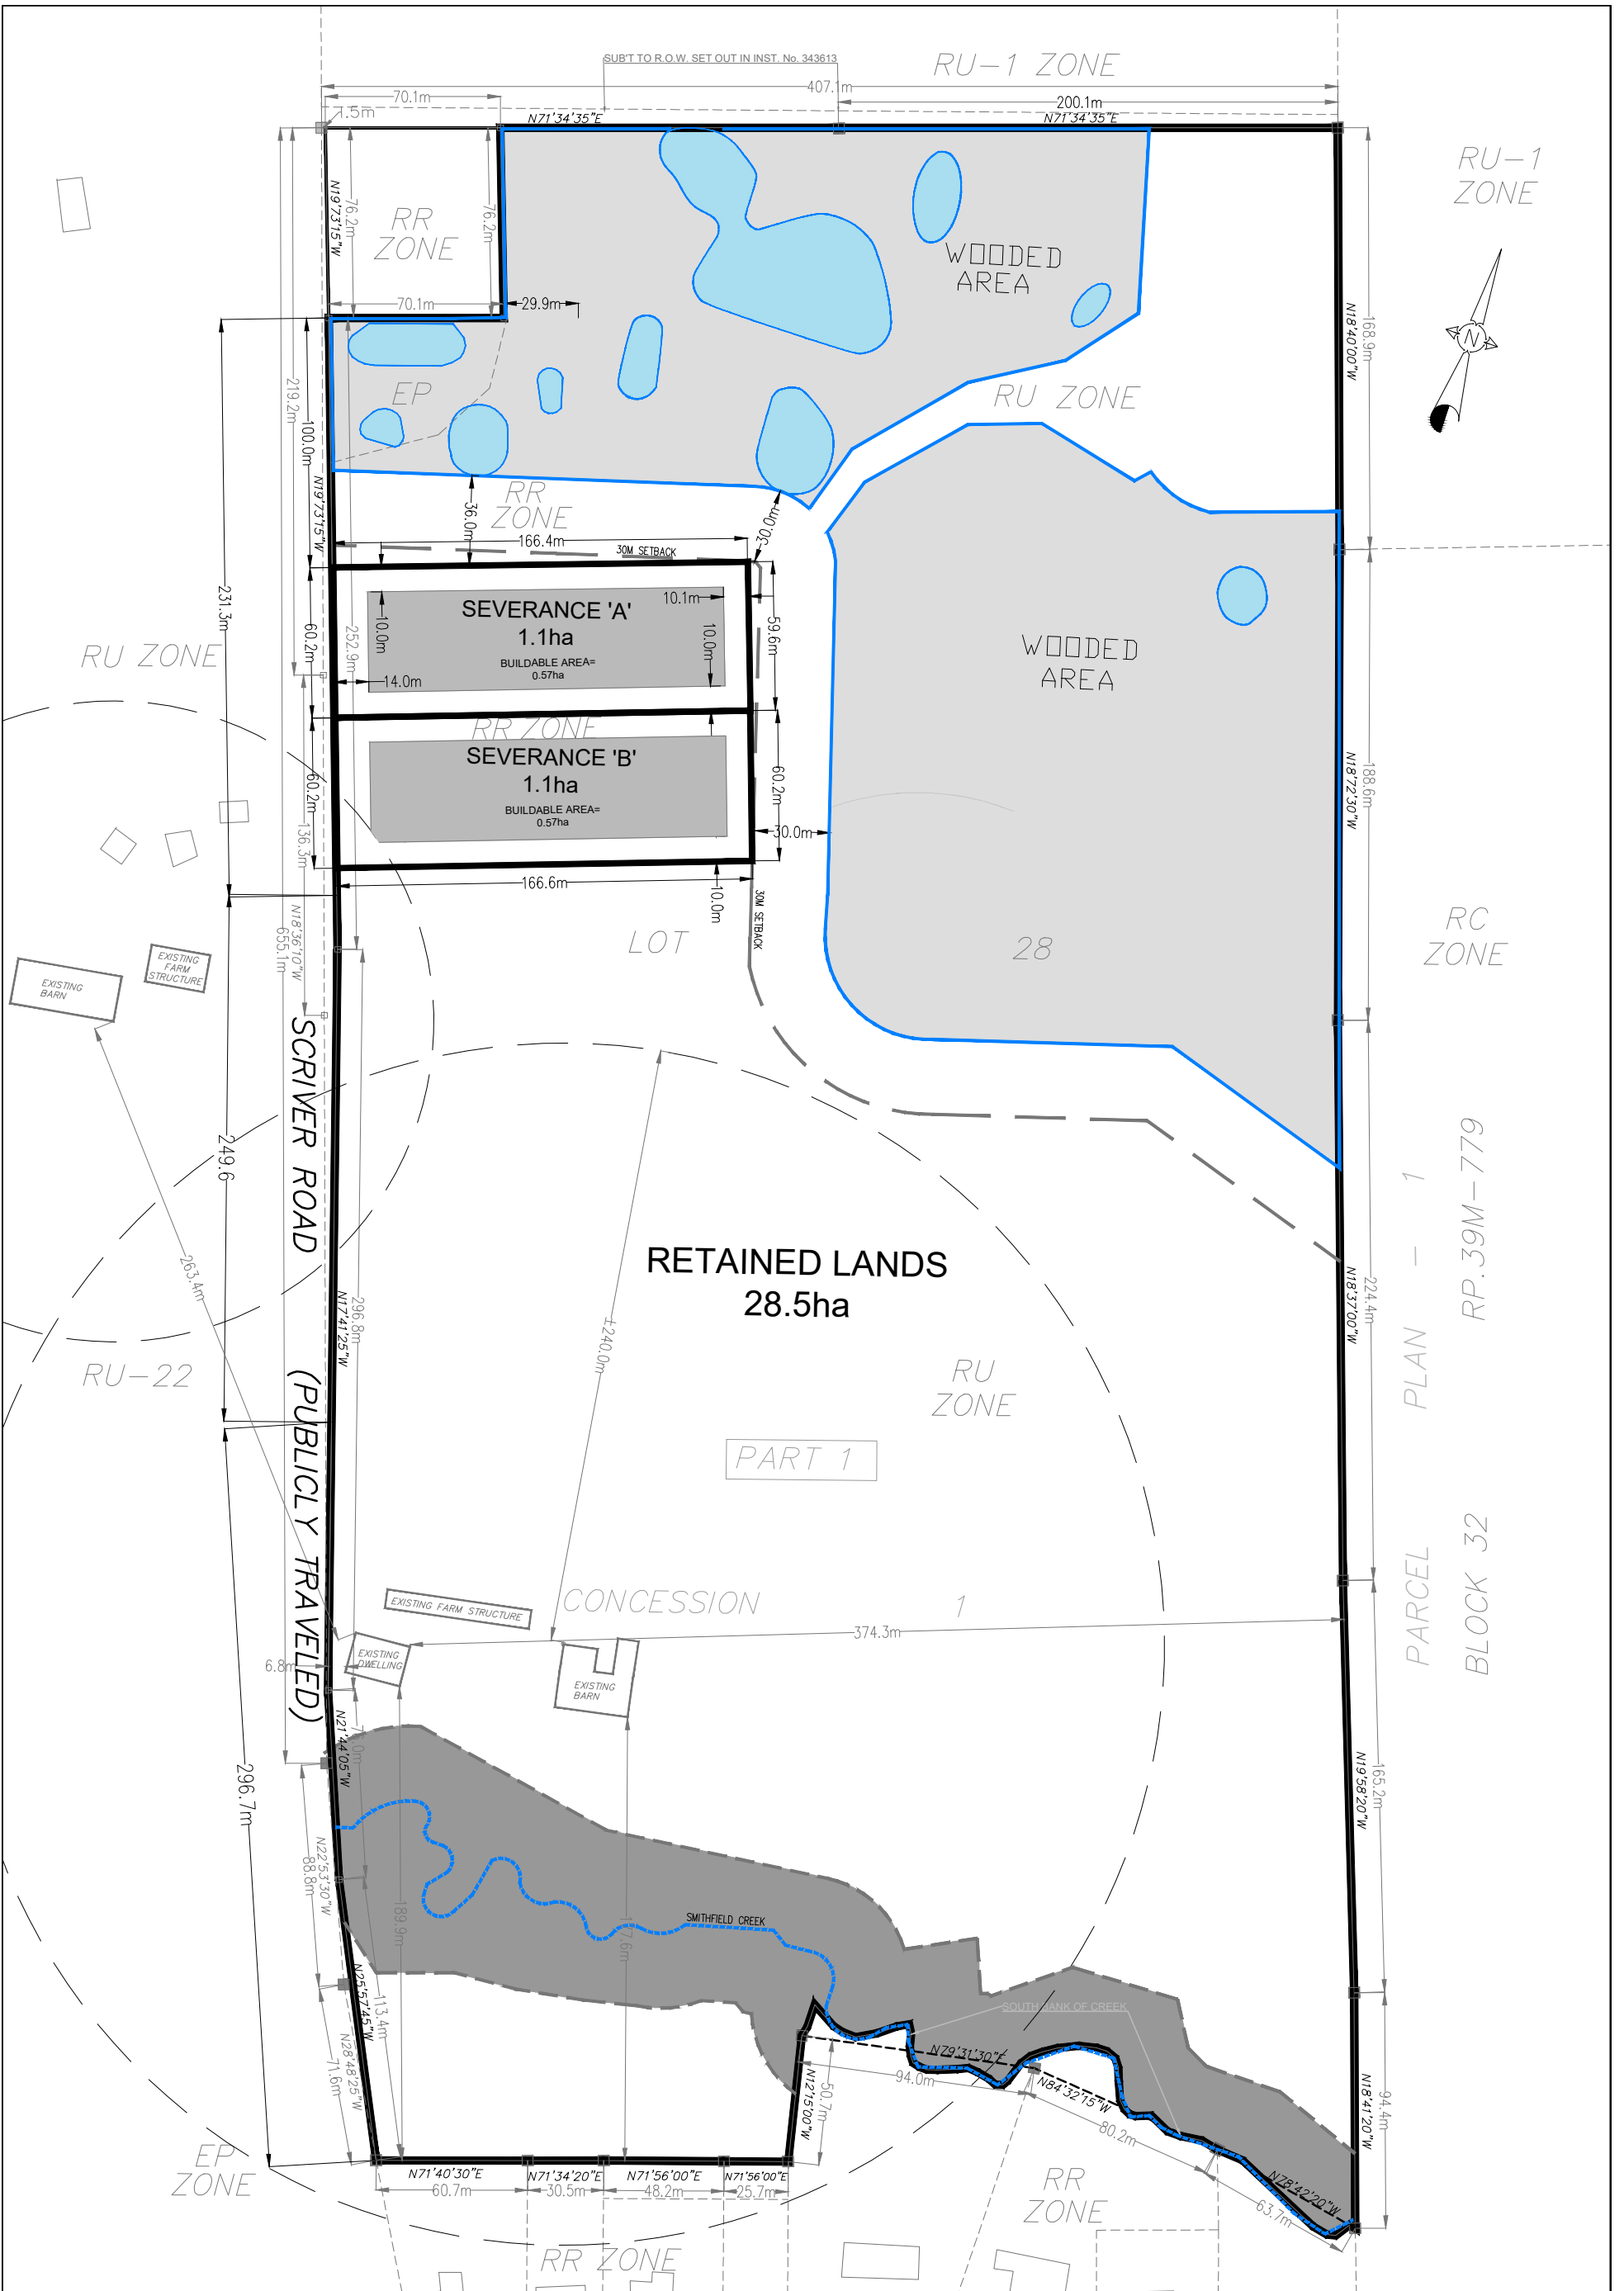 SUB'T TO R.O.W. SET OUT IN INST. No. 343613
RU-1 ZONE
407.1m
70.1m
200.1m
1.5m
N71°34'35"E
N71°34'35"E
RU-1
ZONE
N19°73'15"W
76.2m
76.2m
RR
ZONE
WOODED
AREA
70.1m
29.9m
N
168.9m
N18°40'00"W
EP
RU ZONE
219.2m
100.0m
N19°73'15"W
RR
ZONE
36.0m
30.0m
166.4m
30M SETBACK
231.3m
60.2m
252.9m
SEVERANCE 'A'
1.1ha
BUILDABLE AREA=
0.57ha
10.0m
10.1m
10.0m
14.0m
59.6m
RU ZONE
WOODED
AREA
RR ZONE
SEVERANCE 'B'
1.1ha
BUILDABLE AREA=
0.57ha
60.2m
60.2m
30.0m
188.6m
N18°72'30"W
136.3m
166.6m
10.0m
30M SETBACK
N18°36'10"W
655.1m
LOT
28
RC
ZONE
EXISTING
FARM
STRUCTURE
EXISTING
BARN
SCRIVER ROAD
(PUBLICLY TRAVELED)
249.6
263.4m
296.8m
N17°41'25"W
±240.0m
RETAINED LANDS
28.5ha
224.4m
N18°37'00"W
PARCEL PLAN - 1
RP.39M-779
BLOCK 32
RU-22
RU
ZONE
PART 1
EXISTING FARM STRUCTURE
CONCESSION 1
374.3m
EXISTING
DWELLING
EXISTING
BARN
6.8m
N21°44'05"W
165.2m
N19°58'20"W
296.7m
N22°53'30"W
88.8m
189.9m
SMITHFIELD CREEK
SOUTH BANK OF CREEK
N25°57'45"W
113.4m
N28°48'25"W
71.6m
N79°31'30"E
94.0m
N84°32'15"W
80.2m
N12°15'00"W
50.7m
94.4m
N18°41'20"W
N78°42'20"W
63.7m
EP
ZONE
N71°40'30"E
60.7m
N71°34'20"E
30.5m
N71°56'00"E
48.2m
N71°56'00"E
25.7m
RR
ZONE
RR ZONE